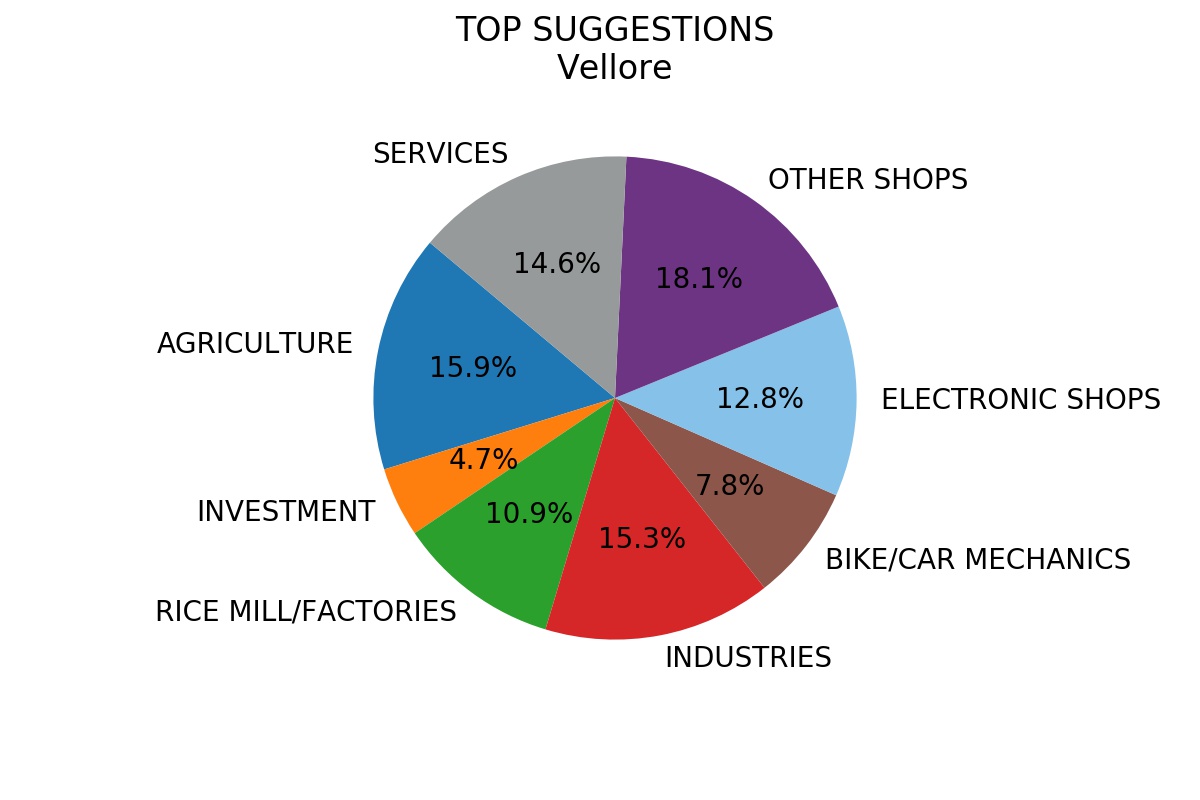 TOP SUGGESTIONS
Vellore
SERVICES
OTHER SHOPS
14.6%
18.1%
AGRICULTURE
15.9%
12.8%
ELECTRONIC SHOPS
4.7%
7.8%
INVESTMENT
10.9%
15.3%
BIKE/CAR MECHANICS
RICE MILL/FACTORIES
INDUSTRIES